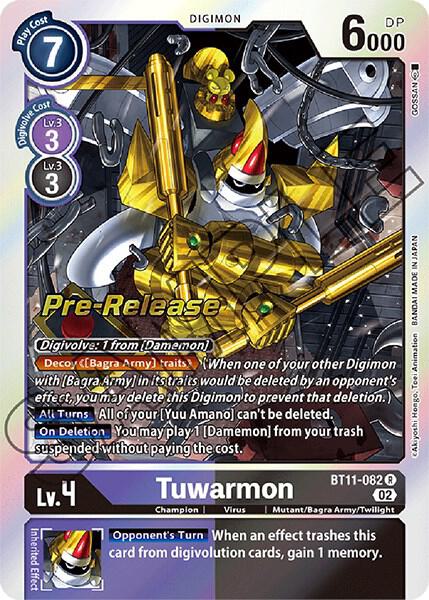 DIGIMON
Play Cost
7
6000
DP
Digivolve Cost
Lv.3
3
Lv.3
3
GOSSAN
©Akiyoshi Hongo, Toei Animation BANDAI MADE IN JAPAN
Pre-Release
Digivolve: 1 from [Damemon]
Decoy <[Bagra Army] traits> (When one of your other Digimon
with [Bagra Army] in its traits would be deleted by an opponent's
effect, you may delete this Digimon to prevent that deletion.)
All Turns All of your [Yuu Amano] can't be deleted.
On Deletion You may play 1 [Damemon] from your trash
suspended without paying the cost.
Lv.4
Tuwarmon
BT11-082 R
02
Champion | Virus | Mutant/Bagra Army/Twilight
Inherited Effect
Opponent's Turn When an effect trashes this
card from digivolution cards, gain 1 memory.